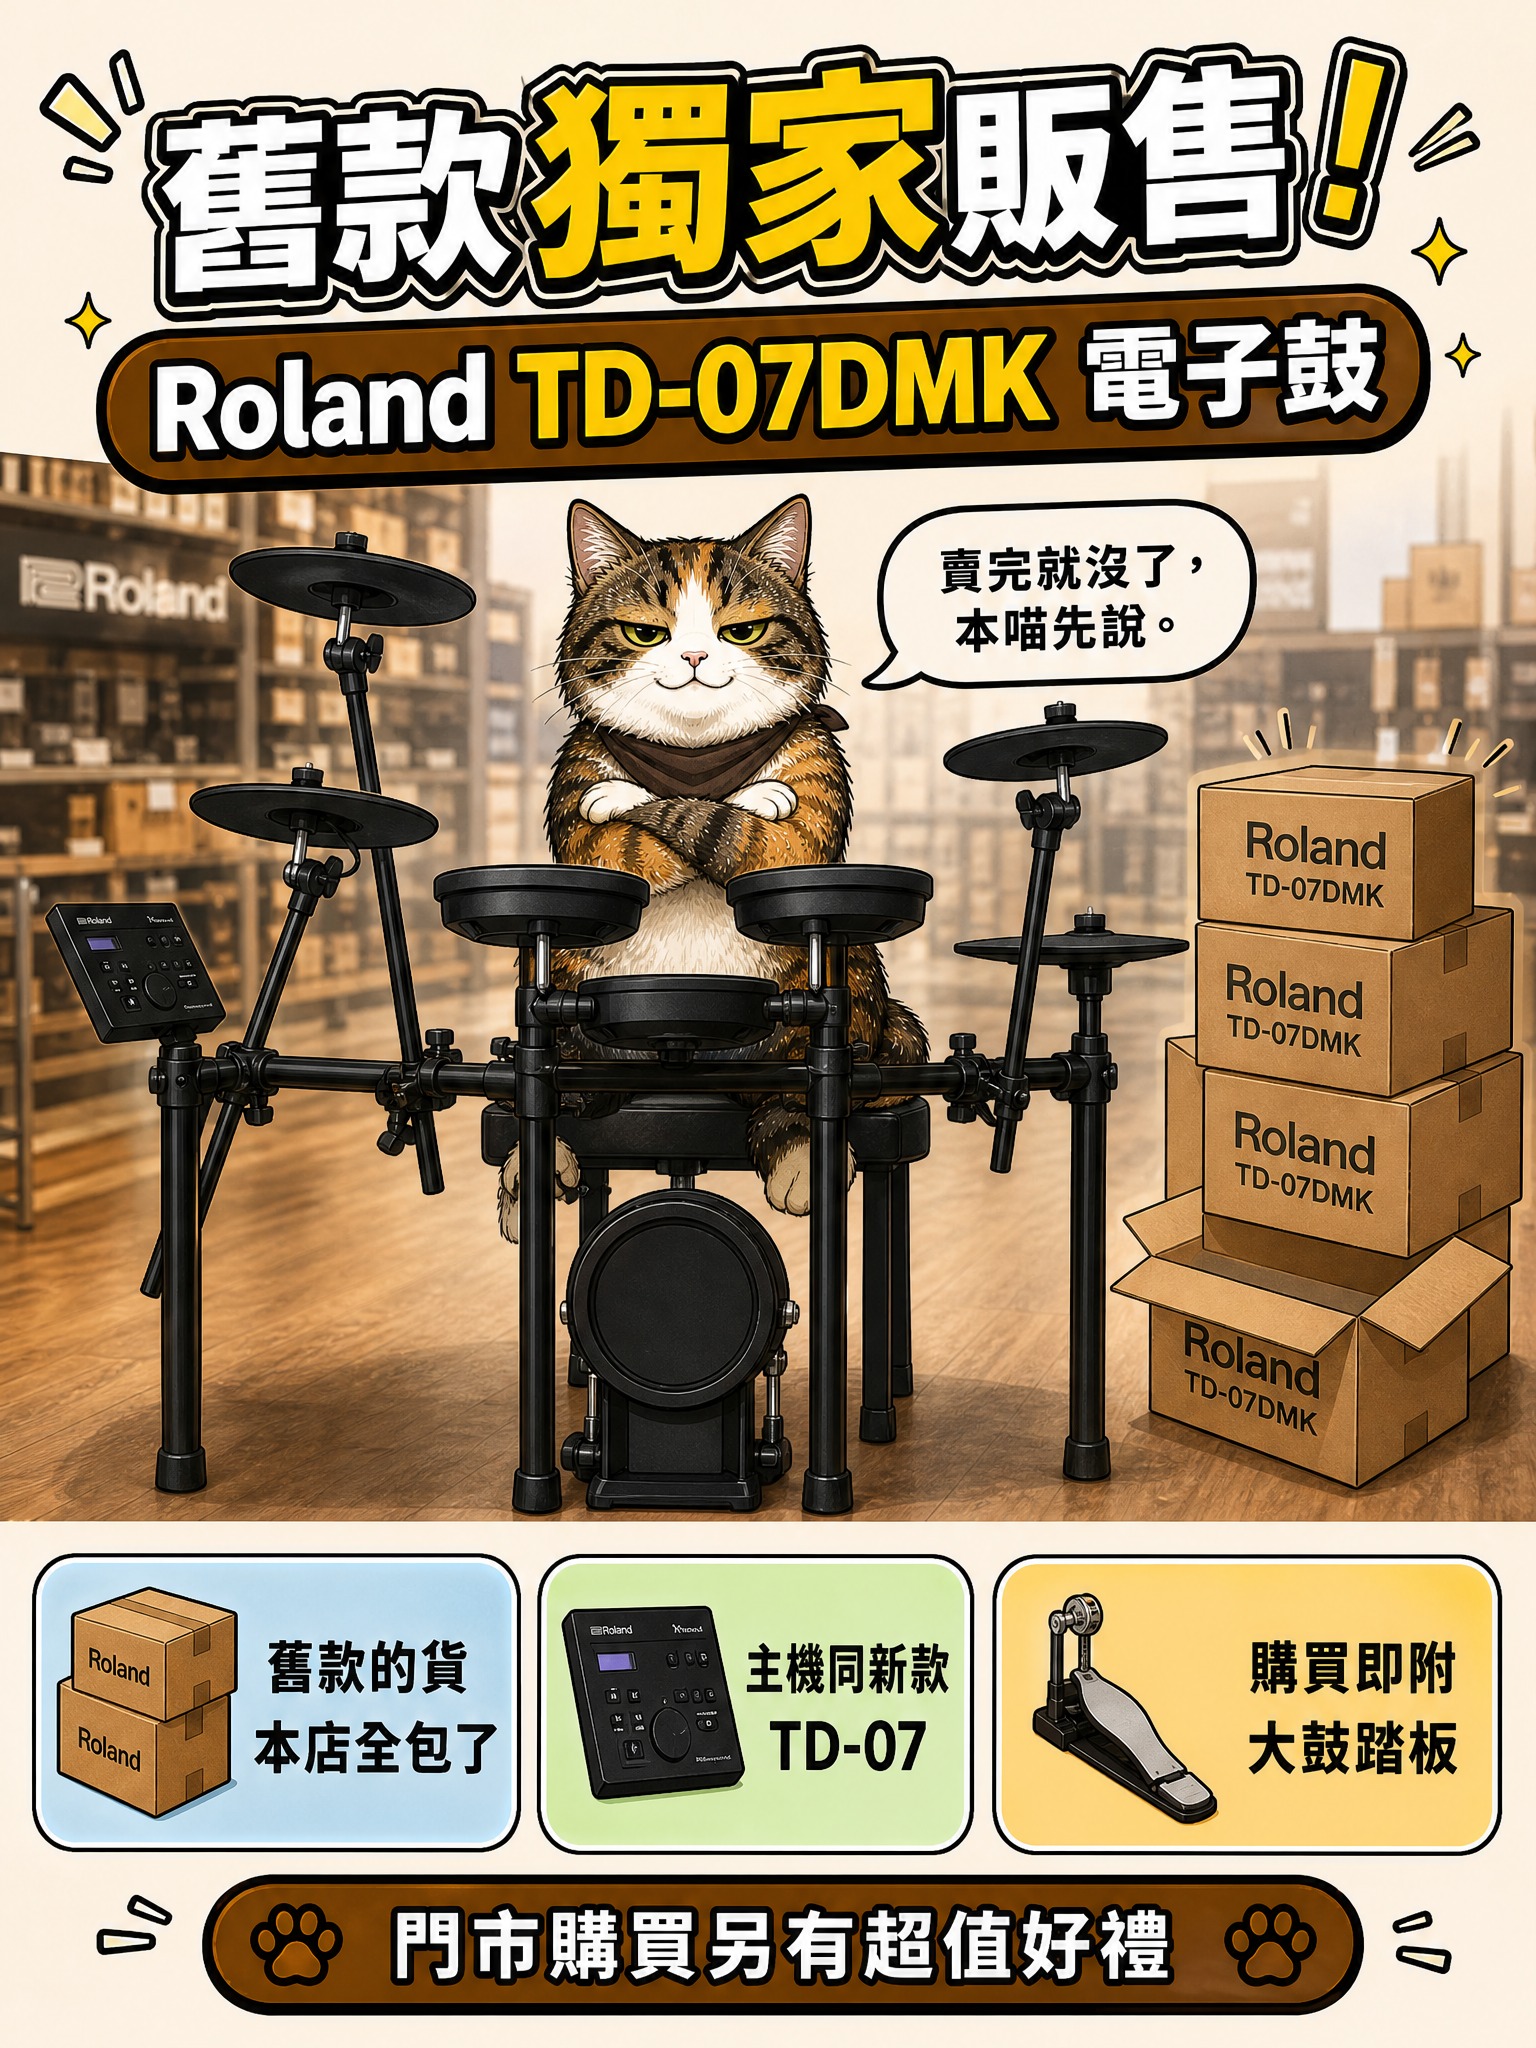 舊款獨家販售!
Roland TD-07DMK 電子鼓
Roland
賣完就沒了，
本喵先說。
Roland
Roland
TD-07DMK
Roland
TD-07DMK
Roland
TD-07DMK
Roland
TD-07DMK
Roland
Roland
舊款的貨
本店全包了
Roland
主機同新款
TD-07
購買即附
大鼓踏板
門市購買另有超值好禮